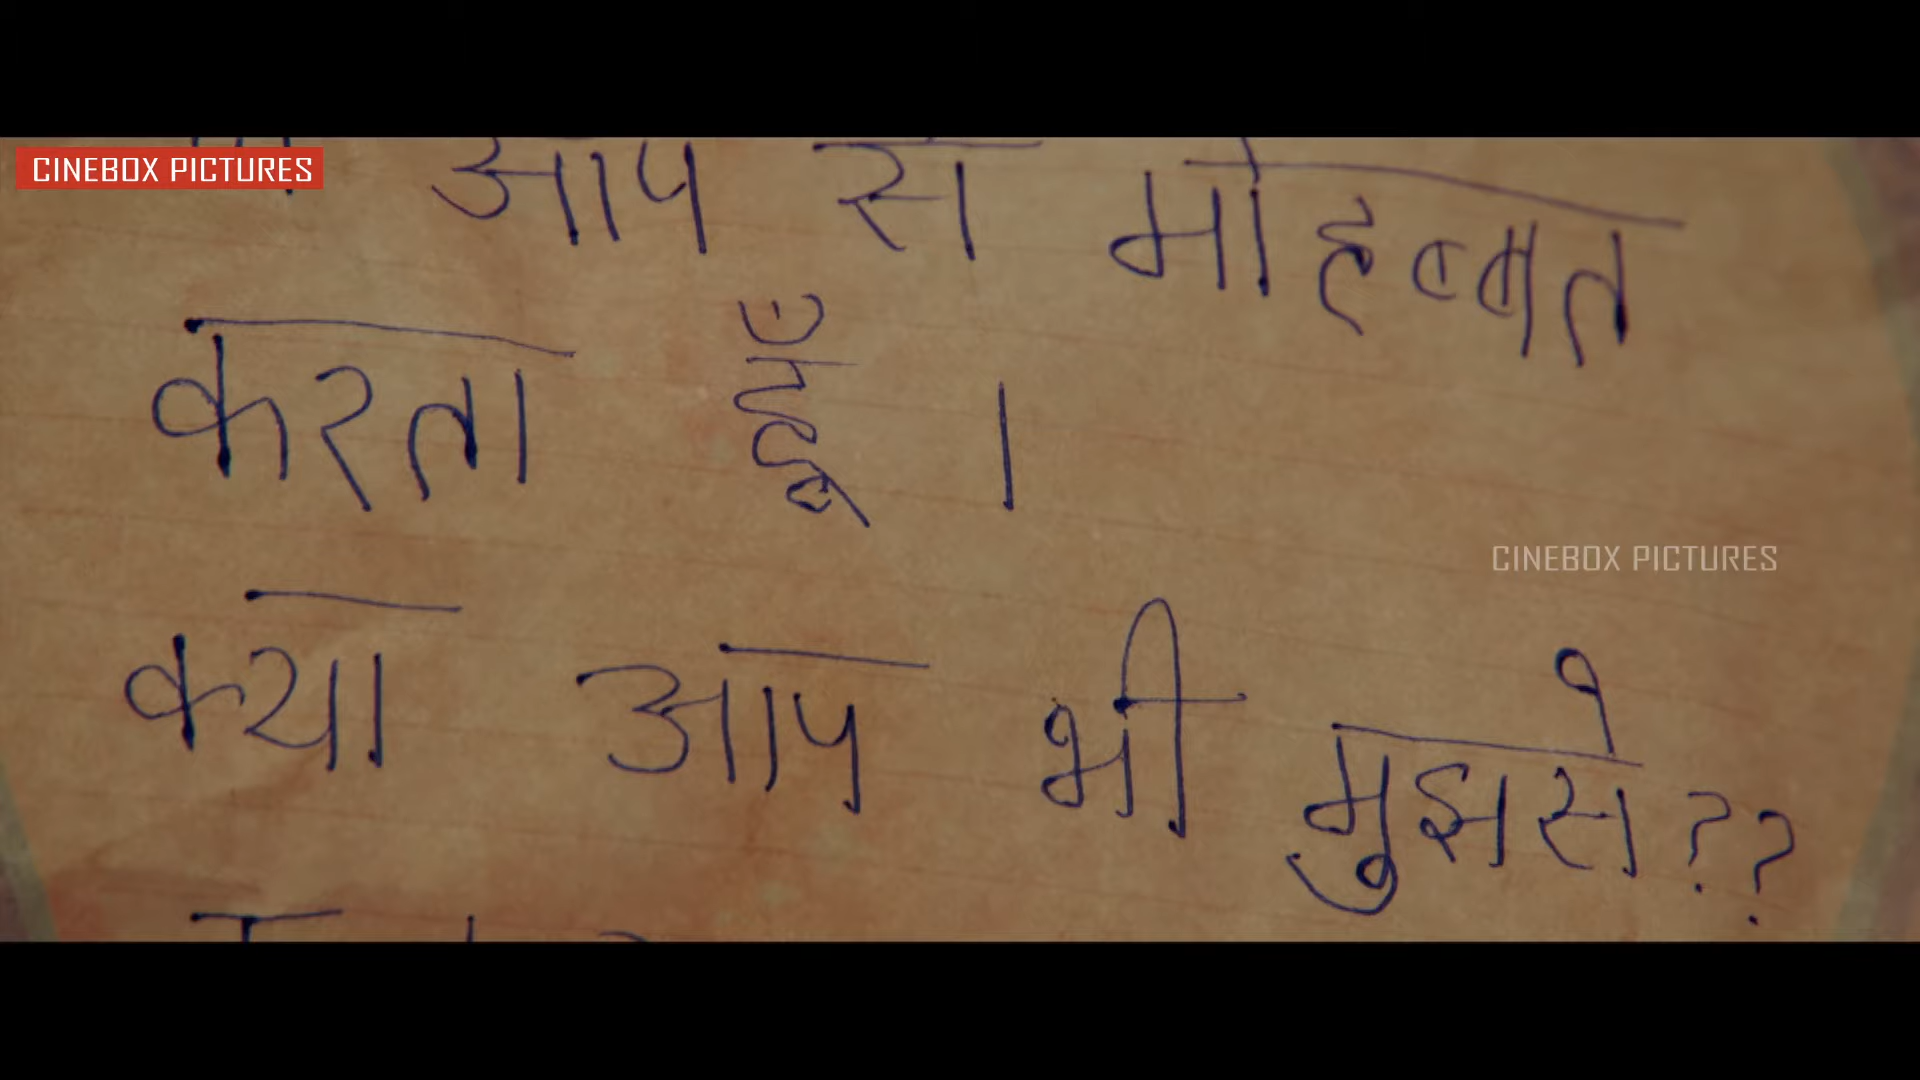 CINEBOX PICTURES
आप से मोहब्बत
करता हूँ ।
CINEBOX PICTURES
क्या आप भी मुझसे ??